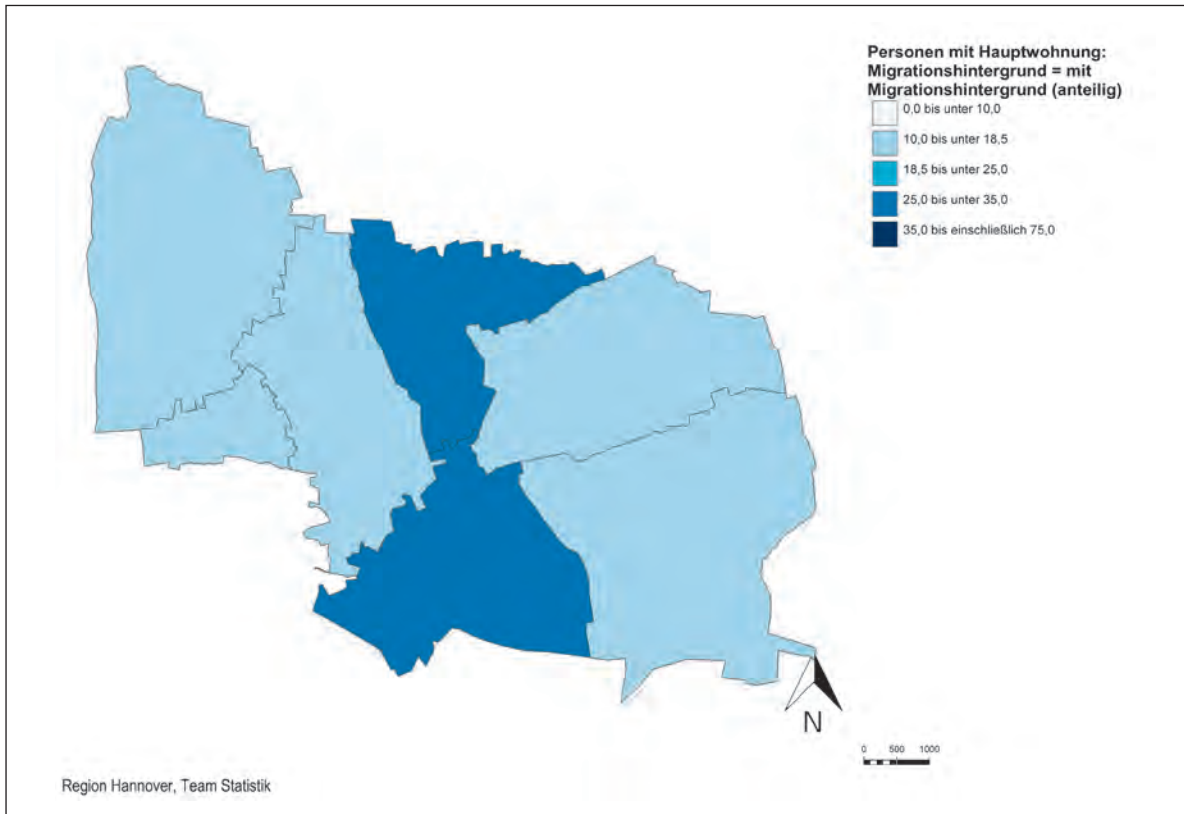 Personen mit Hauptwohnung:
Migrationshintergrund = mit
Migrationshintergrund (anteilig)
0,0 bis unter 10,0
10,0 bis unter 18,5
18,5 bis unter 25,0
25,0 bis unter 35,0
35,0 bis einschließlich 75,0
N
0 500 1000
Region Hannover, Team Statistik